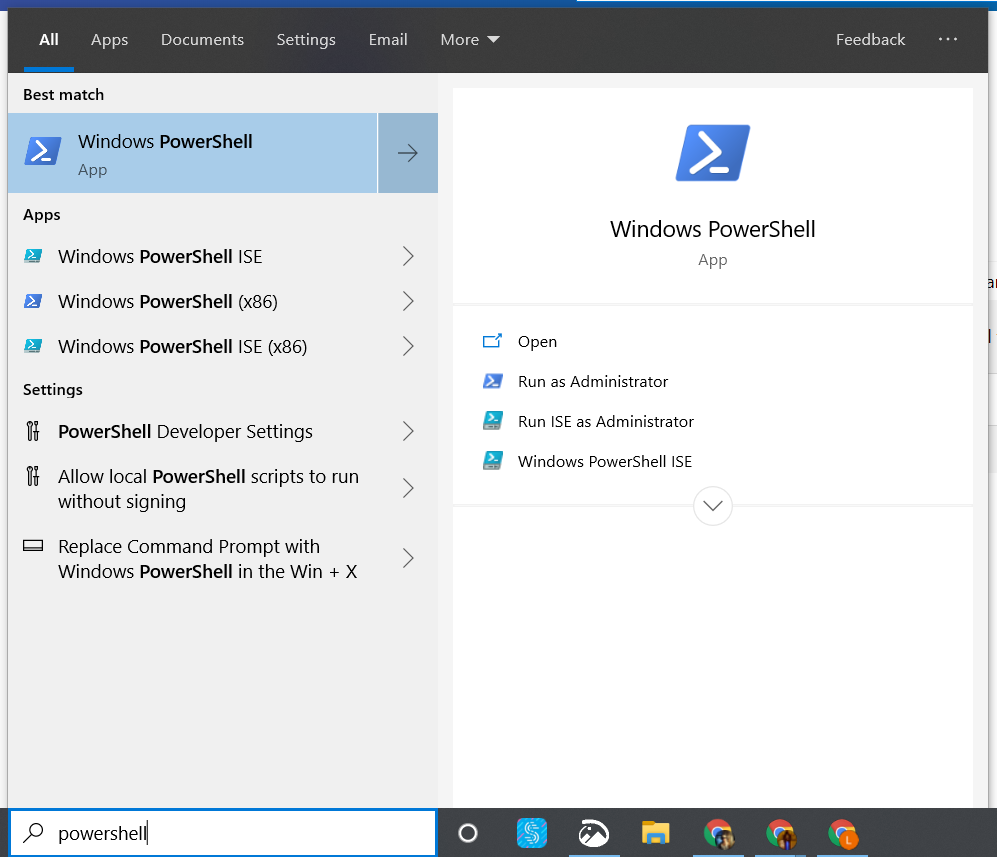 All Apps Documents Settings Email More Feedback ...
Best match
Windows PowerShell
App
Apps
Windows PowerShell ISE
Windows PowerShell (x86)
Windows PowerShell ISE (x86)
Settings
PowerShell Developer Settings
Allow local PowerShell scripts to run
without signing
Replace Command Prompt with
Windows PowerShell in the Win + X
Windows PowerShell
App
Open
Run as Administrator
Run ISE as Administrator
Windows PowerShell ISE
powershell
L